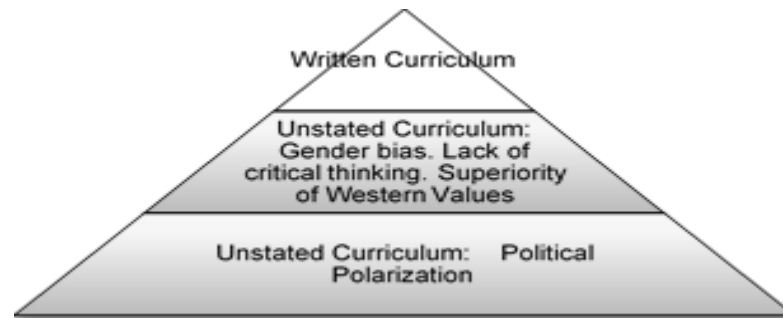 Written Curriculum
Unstated Curriculum:
Gender bias. Lack of
critical thinking. Superiority
of Western Values
Unstated Curriculum: Political
Polarization